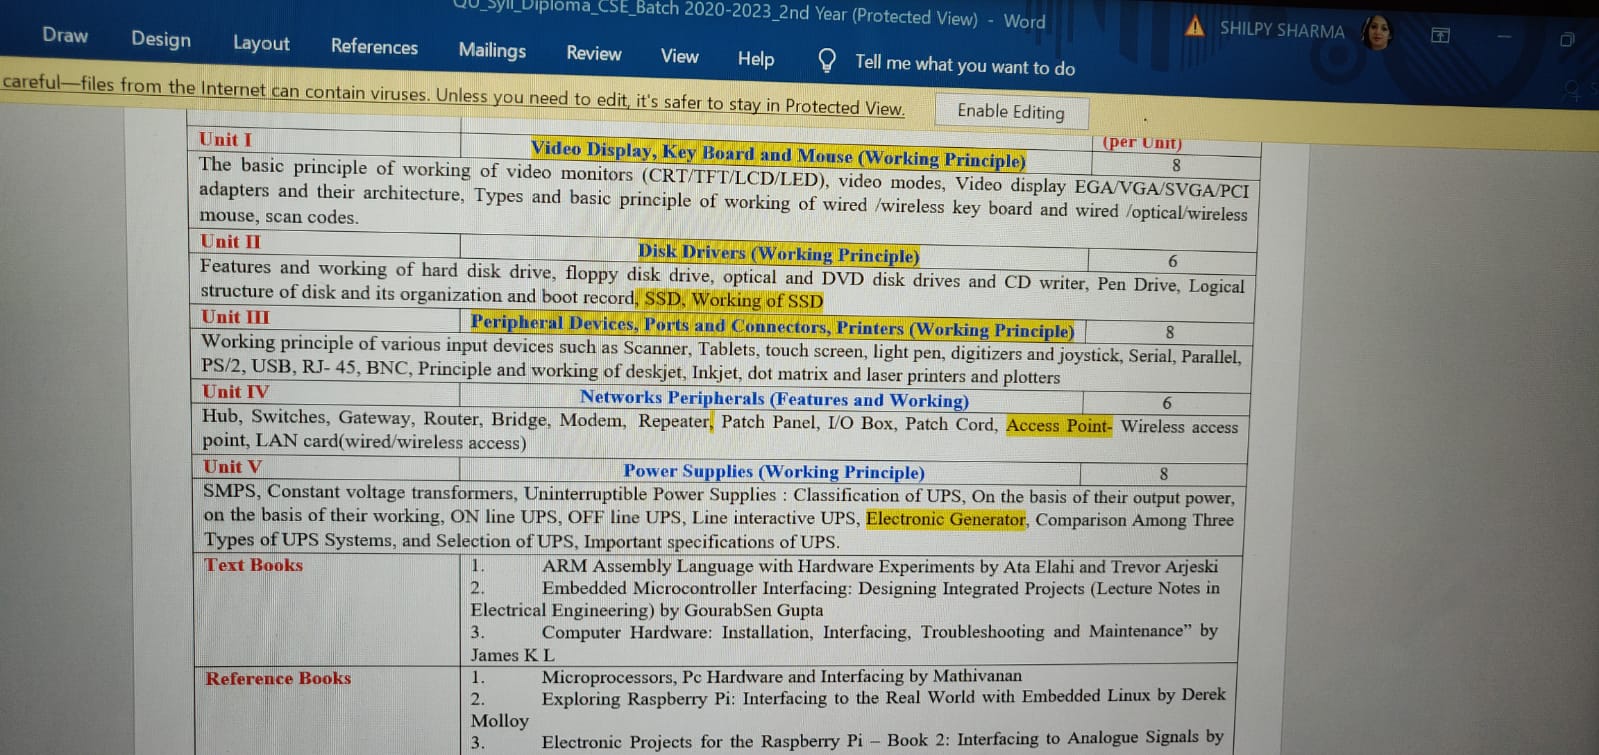 QU_Syll_Diploma_CSE_Batch 2020-2023_2nd Year (Protected View) - Word
SHILPY SHARMA
Draw Design Layout References Mailings Review View Help Tell me what you want to do
careful—files from the Internet can contain viruses. Unless you need to edit, it's safer to stay in Protected View. Enable Editing
(per Unit)
Unit I Video Display, Key Board and Mouse (Working Principle) 8
The basic principle of working of video monitors (CRT/TFT/LCD/LED), video modes, Video display EGA/VGA/SVGA/PCI
adapters and their architecture, Types and basic principle of working of wired /wireless key board and wired /optical/wireless
mouse, scan codes.
Unit II Disk Drivers (Working Principle) 6
Features and working of hard disk drive, floppy disk drive, optical and DVD disk drives and CD writer, Pen Drive, Logical
structure of disk and its organization and boot record, SSD, Working of SSD
Unit III Peripheral Devices, Ports and Connectors, Printers (Working Principle) 8
Working principle of various input devices such as Scanner, Tablets, touch screen, light pen, digitizers and joystick, Serial, Parallel,
PS/2, USB, RJ- 45, BNC, Principle and working of deskjet, Inkjet, dot matrix and laser printers and plotters
Unit IV Networks Peripherals (Features and Working) 6
Hub, Switches, Gateway, Router, Bridge, Modem, Repeater, Patch Panel, I/O Box, Patch Cord, Access Point- Wireless access
point, LAN card(wired/wireless access)
Unit V Power Supplies (Working Principle) 8
SMPS, Constant voltage transformers, Uninterruptible Power Supplies : Classification of UPS, On the basis of their output power,
on the basis of their working, ON line UPS, OFF line UPS, Line interactive UPS, Electronic Generator, Comparison Among Three
Types of UPS Systems, and Selection of UPS, Important specifications of UPS.
Text Books 1. ARM Assembly Language with Hardware Experiments by Ata Elahi and Trevor Arjeski
2. Embedded Microcontroller Interfacing: Designing Integrated Projects (Lecture Notes in
Electrical Engineering) by GourabSen Gupta
3. Computer Hardware: Installation, Interfacing, Troubleshooting and Maintenance” by
James K L
Reference Books 1. Microprocessors, Pc Hardware and Interfacing by Mathivanan
2. Exploring Raspberry Pi: Interfacing to the Real World with Embedded Linux by Derek
Molloy
3. Electronic Projects for the Raspberry Pi – Book 2: Interfacing to Analogue Signals by